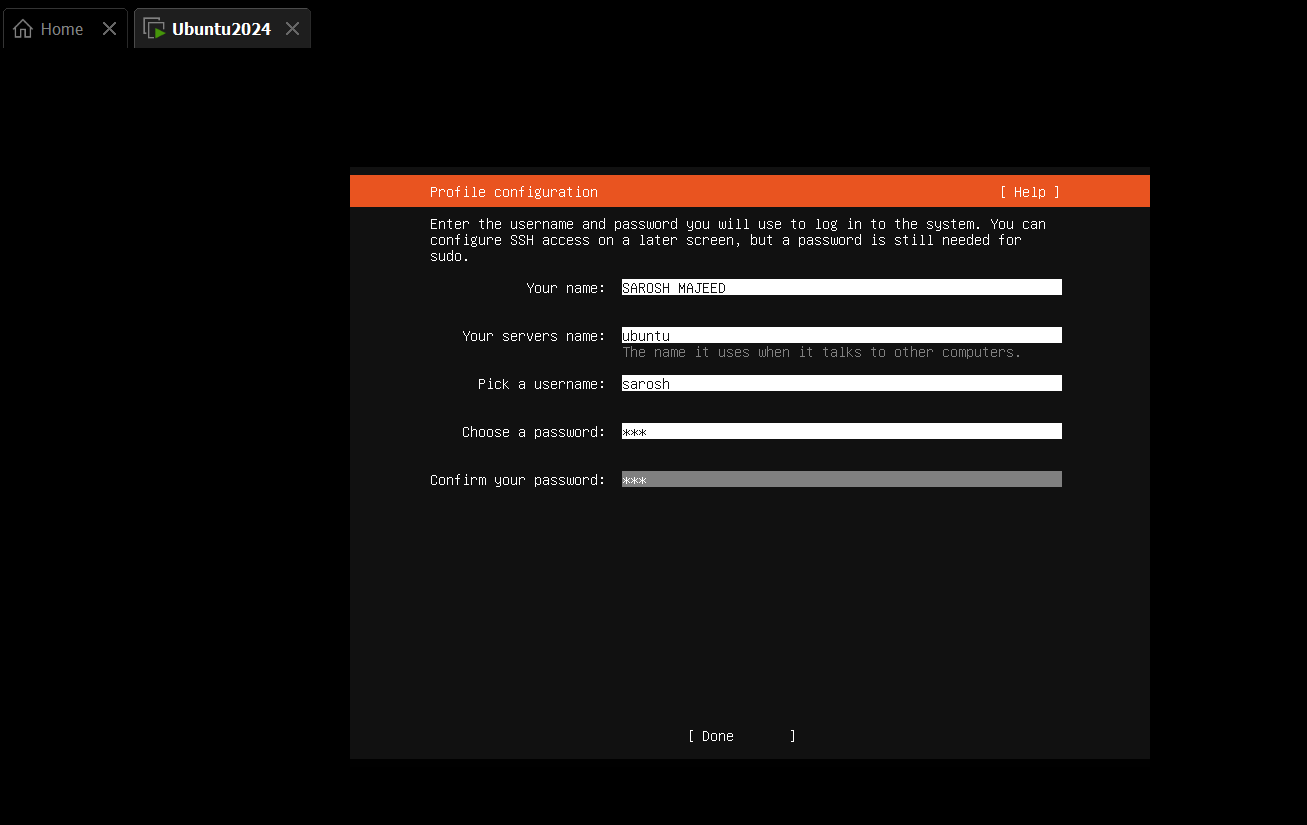 Home
Ubuntu2024
Profile configuration [ Help ]
Enter the username and password you will use to log in to the system. You can
configure SSH access on a later screen, but a password is still needed for
sudo.
Your name: SAROSH MAJEED
Your servers name: ubuntu
The name it uses when it talks to other computers.
Pick a username: sarosh
Choose a password: ***
Confirm your password: ***
[ Done ]